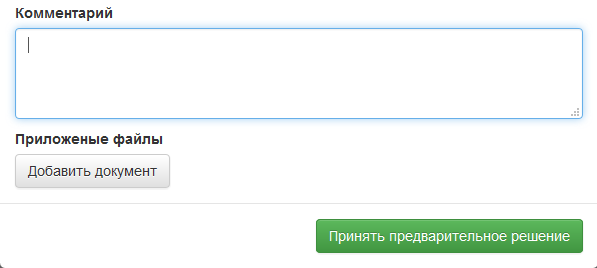 Комментарий
Приложеные файлы
Добавить документ
Принять предварительное решение